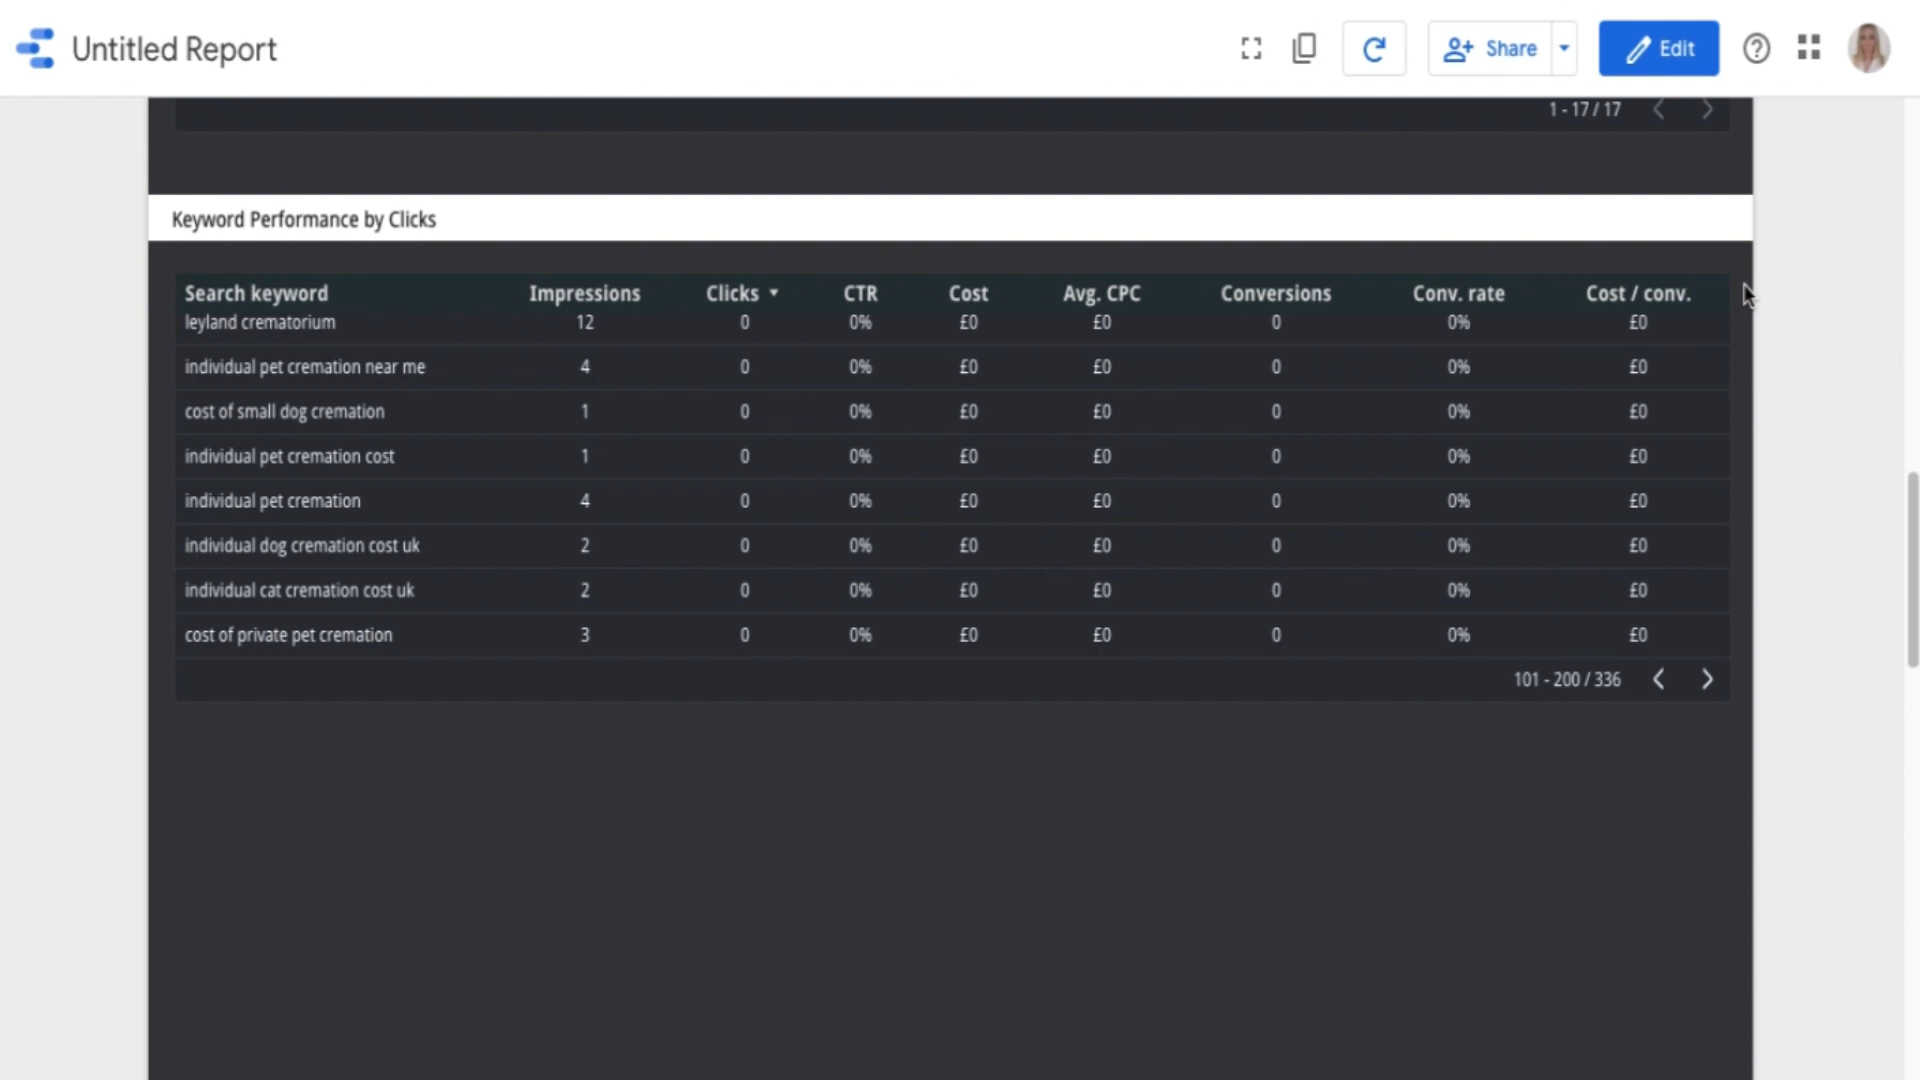 Untitled Report
Share
Edit
1 - 17 / 17
Keyword Performance by Clicks
Search keyword Impressions Clicks CTR Cost Avg. CPC Conversions Conv. rate Cost / conv.
leyland crematorium 12 0 0% £0 £0 0 0% £0
individual pet cremation near me 4 0 0% £0 £0 0 0% £0
cost of small dog cremation 1 0 0% £0 £0 0 0% £0
individual pet cremation cost 1 0 0% £0 £0 0 0% £0
individual pet cremation 4 0 0% £0 £0 0 0% £0
individual dog cremation cost uk 2 0 0% £0 £0 0 0% £0
individual cat cremation cost uk 2 0 0% £0 £0 0 0% £0
cost of private pet cremation 3 0 0% £0 £0 0 0% £0
101 - 200 / 336